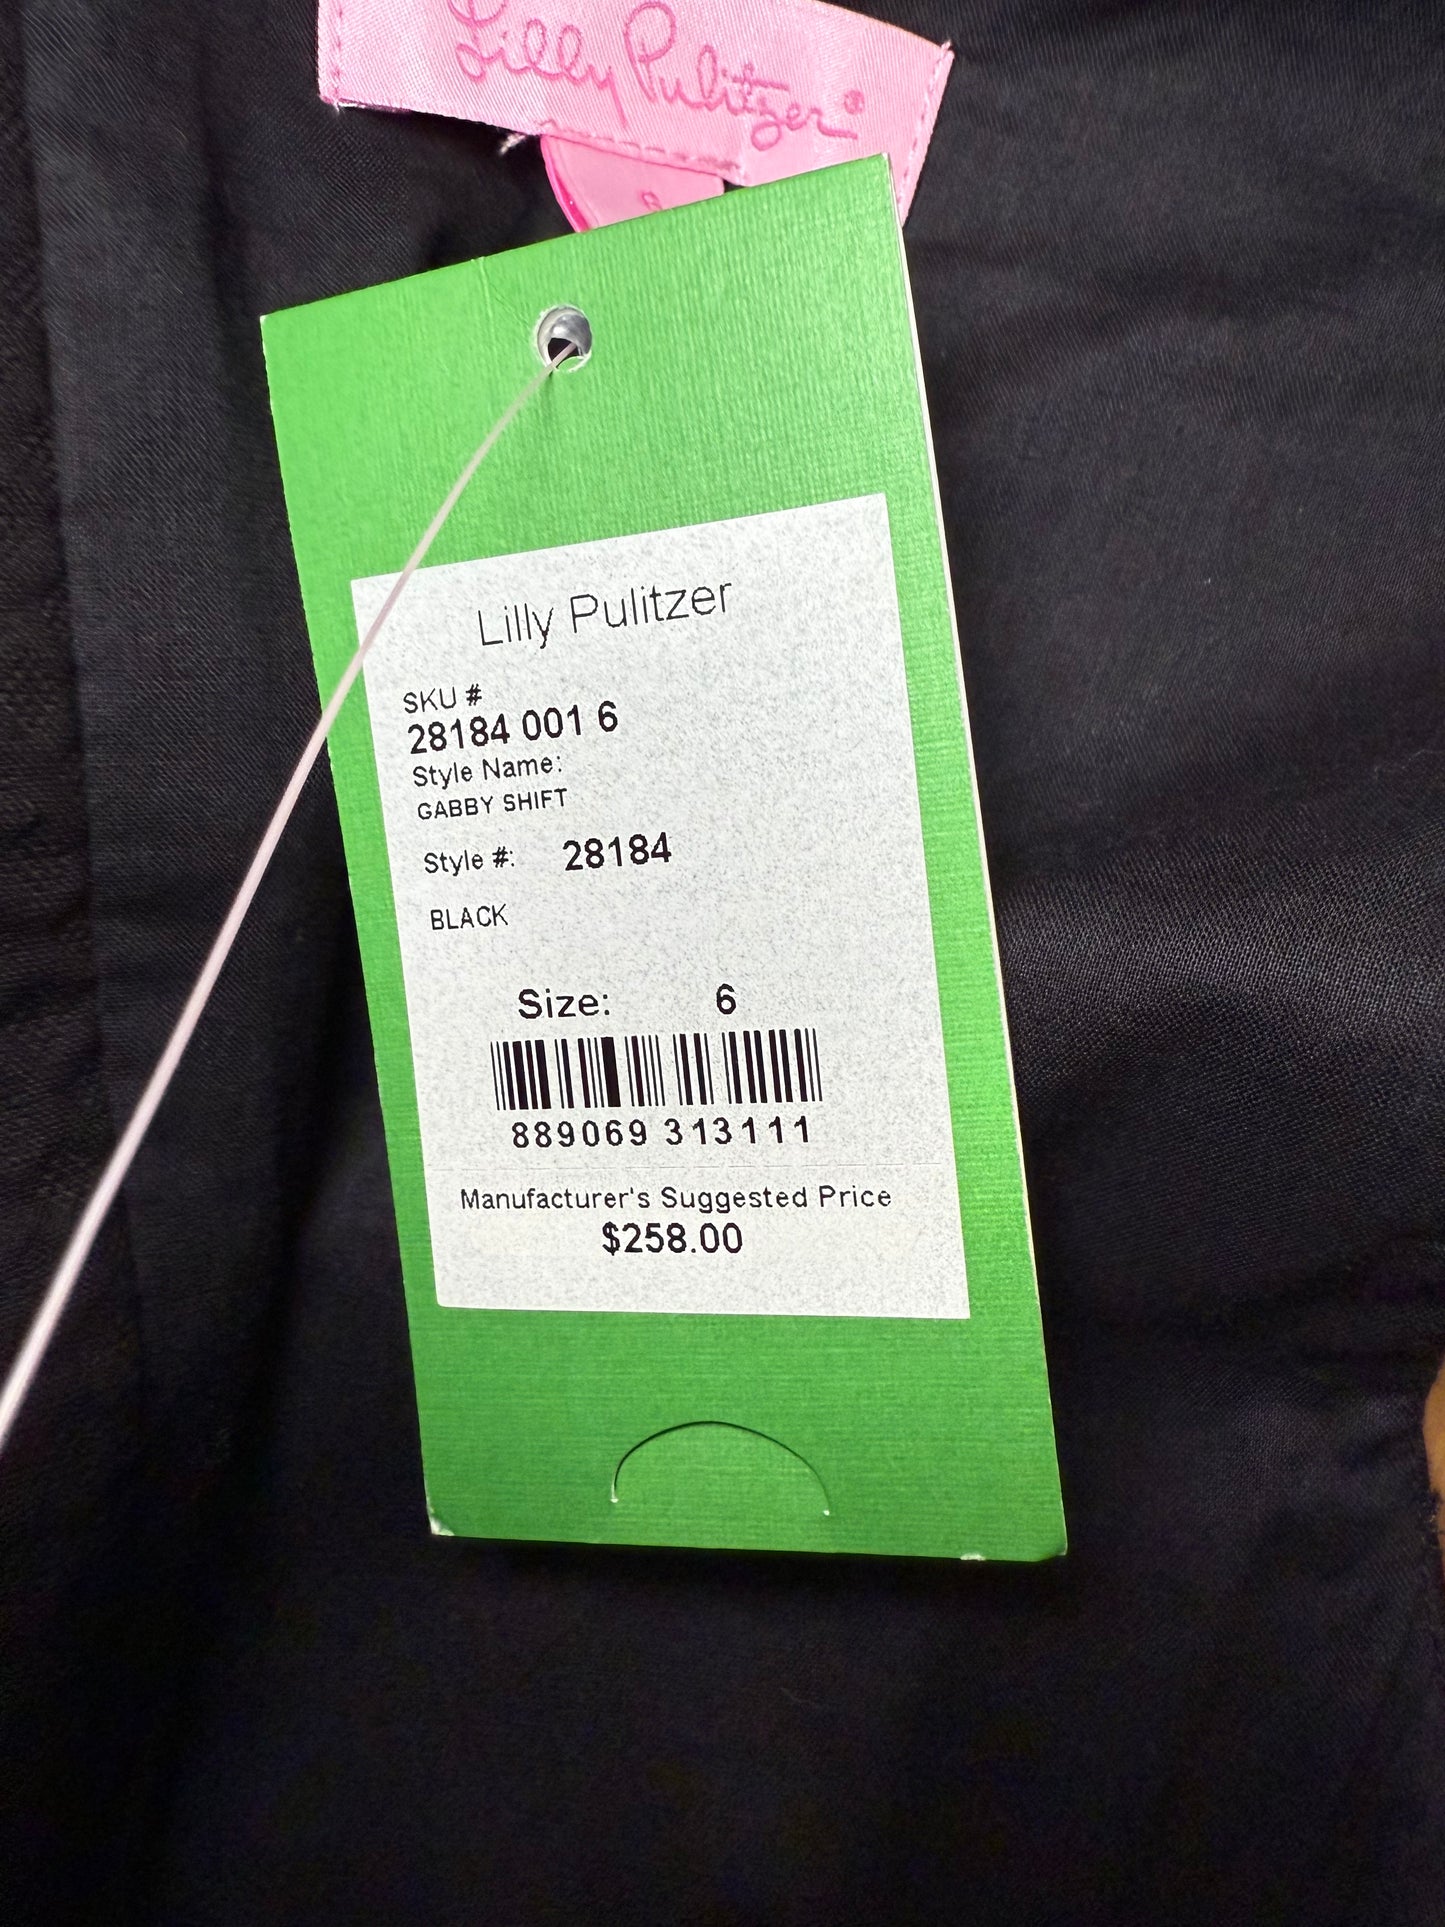 Lilly Pulitzer®
6
Lilly Pulitzer
SKU #
28184 001 6
Style Name:
GABBY SHIFT
Style #: 28184
BLACK
Size: 6
889069 313111
Manufacturer's Suggested Price
$258.00